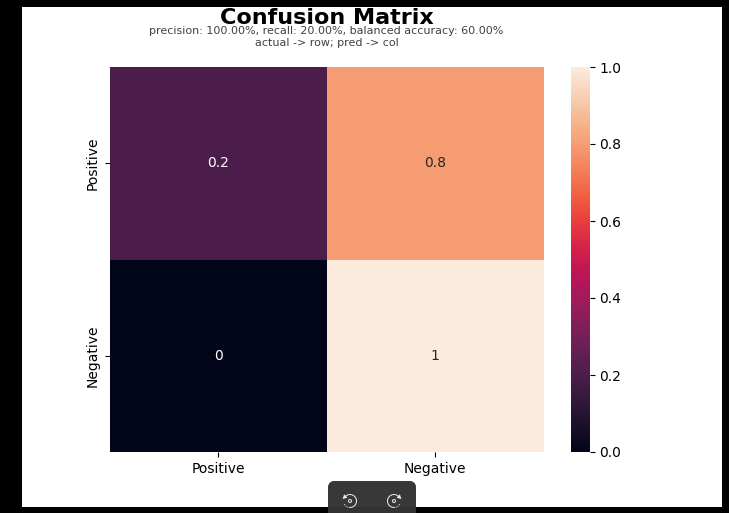 Confusion Matrix
precision: 100.00%, recall: 20.00%, balanced accuracy: 60.00%
actual -> row; pred -> col
1.0
Positive
0.2
0.8
0.8
0.6
0.4
Negative
0
1
0.2
0.0
Positive
Negative